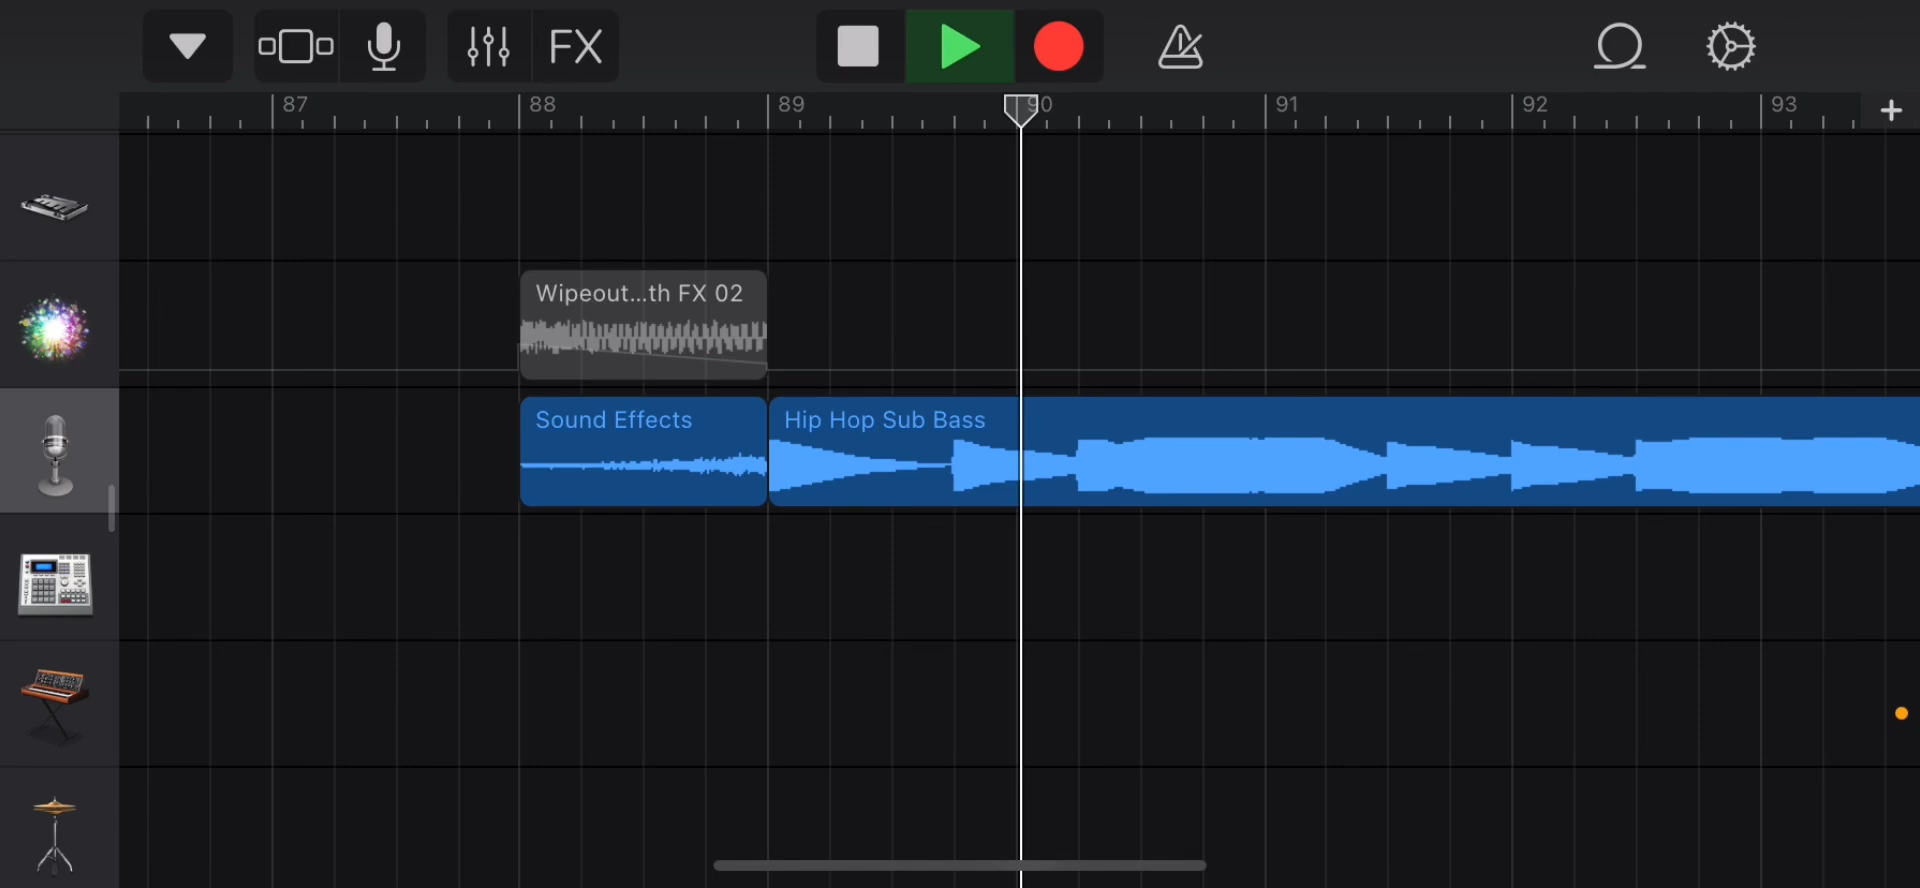 FX
87 88 89 90 91 92 93
Wipeout...th FX 02
Sound Effects
Hip Hop Sub Bass